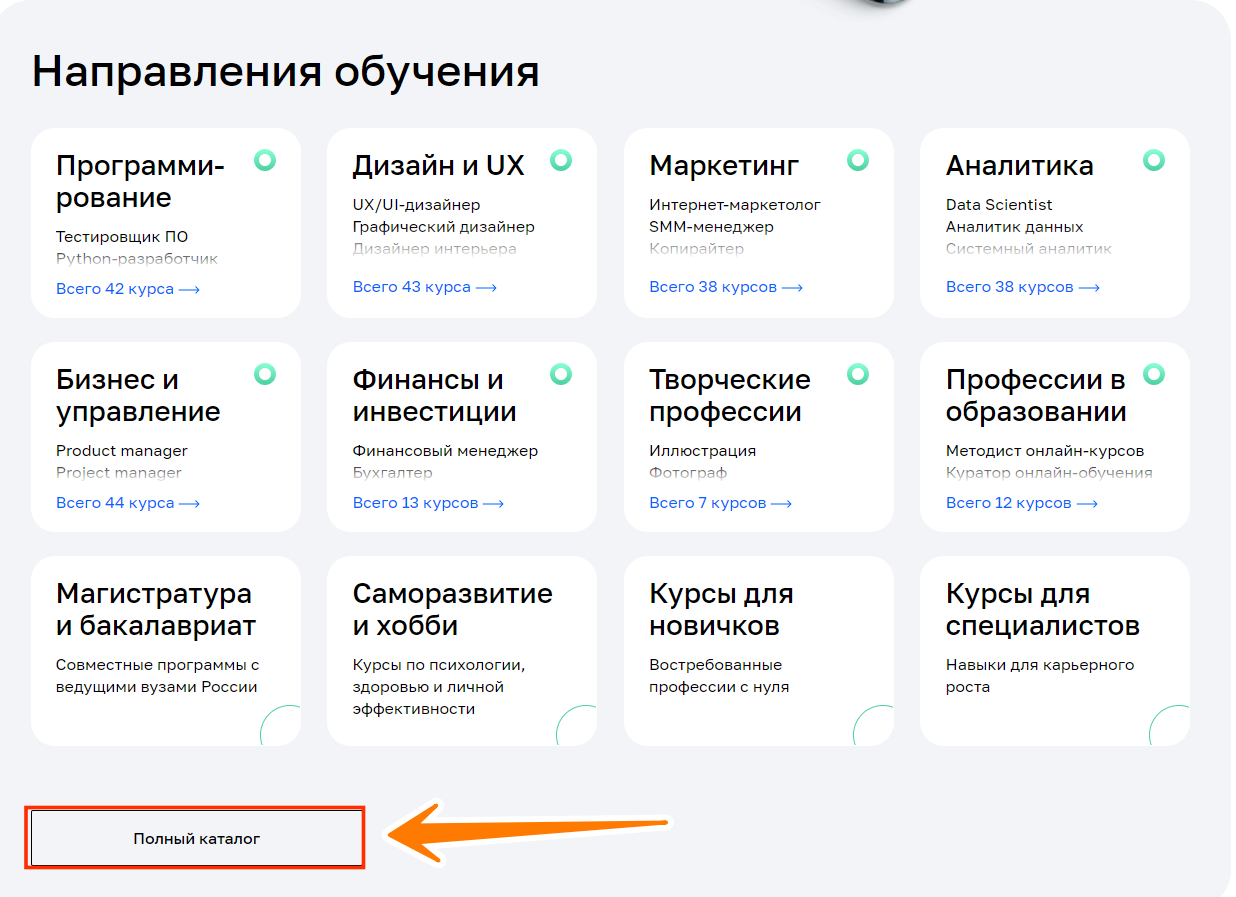 Направления обучения
Программи-
рование
Тестировщик ПО
Python-разработчик
Всего 42 курса →
Дизайн и UX
UX/UI-дизайнер
Графический дизайнер
Дизайнер интерьера
Всего 43 курса →
Маркетинг
Интернет-маркетолог
SMM-менеджер
Копирайтер
Всего 38 курсов →
Аналитика
Data Scientist
Аналитик данных
Системный аналитик
Всего 38 курсов →
Бизнес и
управление
Product manager
Project manager
Всего 44 курса →
Финансы и
инвестиции
Финансовый менеджер
Бухгалтер
Всего 13 курсов →
Творческие
профессии
Иллюстрация
Фотограф
Всего 7 курсов →
Профессии в
образовании
Методист онлайн-курсов
Куратор онлайн-обучения
Всего 12 курсов →
Магистратура
и бакалавриат
Совместные программы с
ведущими вузами России
Саморазвитие
и хобби
Курсы по психологии,
здоровью и личной
эффективности
Курсы для
новичков
Востребованные
профессии с нуля
Курсы для
специалистов
Навыки для карьерного
роста
Полный каталог